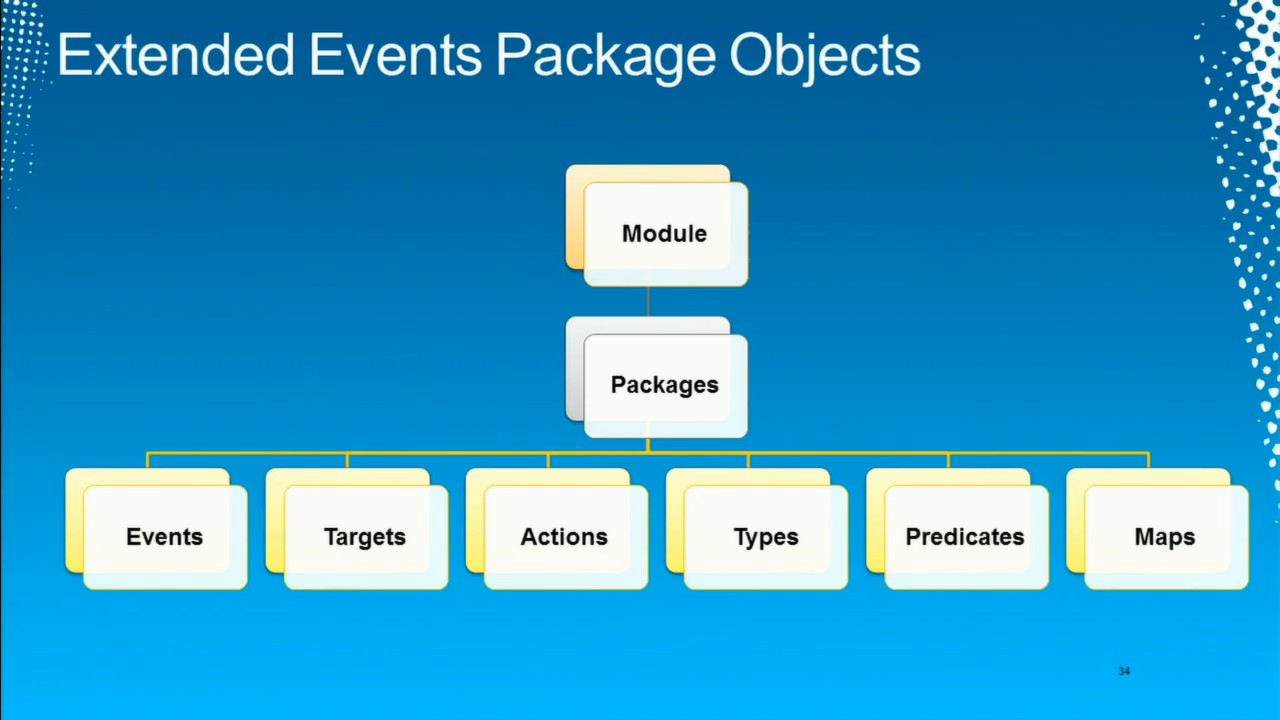 Extended Events Package Objects
Module
Packages
Events
Targets
Actions
Types
Predicates
Maps
34